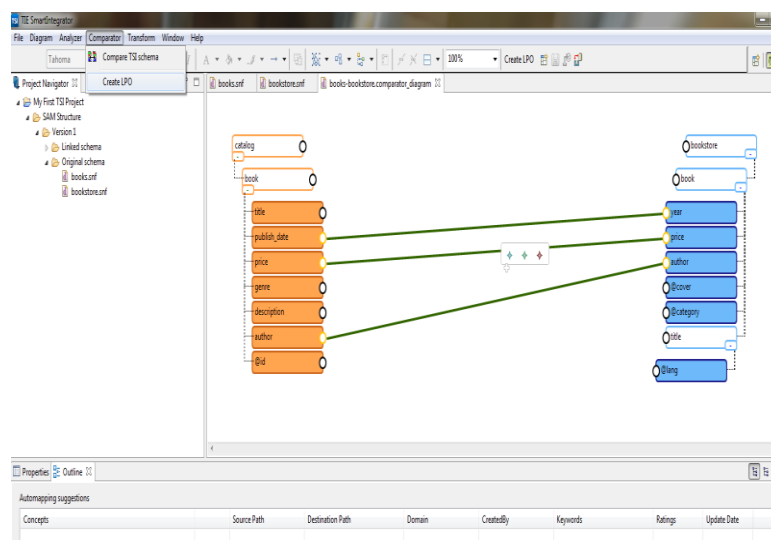 TSI TIE SmartIntegrator
File Diagram Analyzer Comparator Transform Window Help
Tahoma
100%
Create LPO
Compare TSI schema
Create LPO
Project Navigator
books.snf
bookstore.snf
books-bookstore.comparator_diagram
My First TSI Project
SAM Structure
Version 1
Linked schema
Original schema
books.snf
bookstore.snf
catalog
book
title
publish_date
price
genre
description
author
@id
bookstore
book
year
price
author
@cover
@category
title
@lang
Properties Outline
Automapping suggestions
Concepts Source Path Destination Path Domain CreatedBy Keywords Ratings Update Date